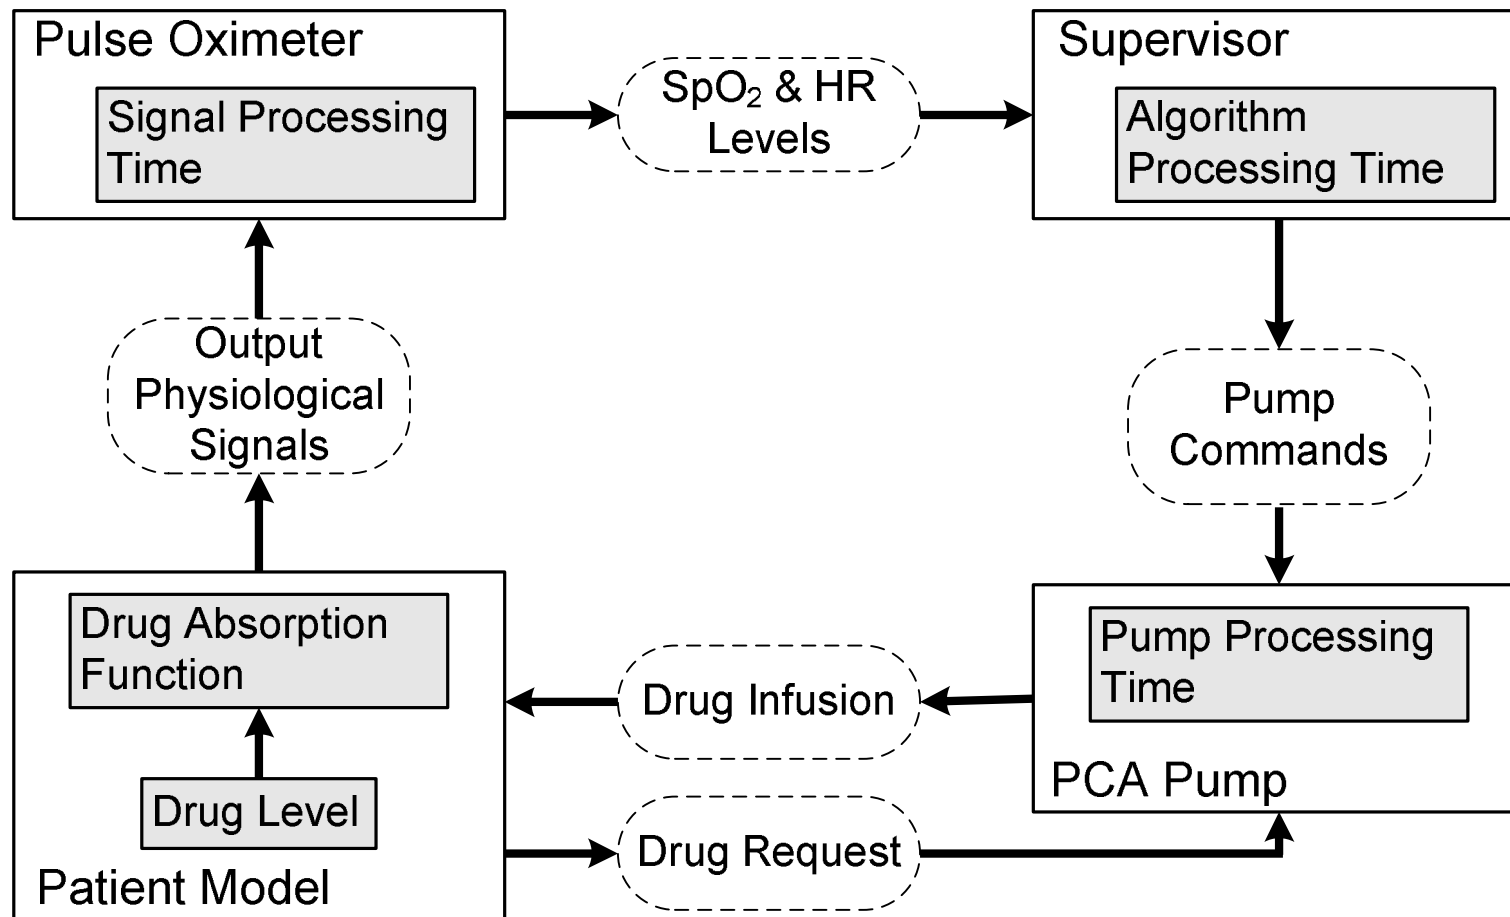 Pulse Oximeter
Signal Processing
Time
SpO₂ & HR
Levels
Supervisor
Algorithm
Processing Time
Output
Physiological
Signals
Pump
Commands
Drug Absorption
Function
Drug Level
Patient Model
Drug Infusion
Drug Request
Pump Processing
Time
PCA Pump